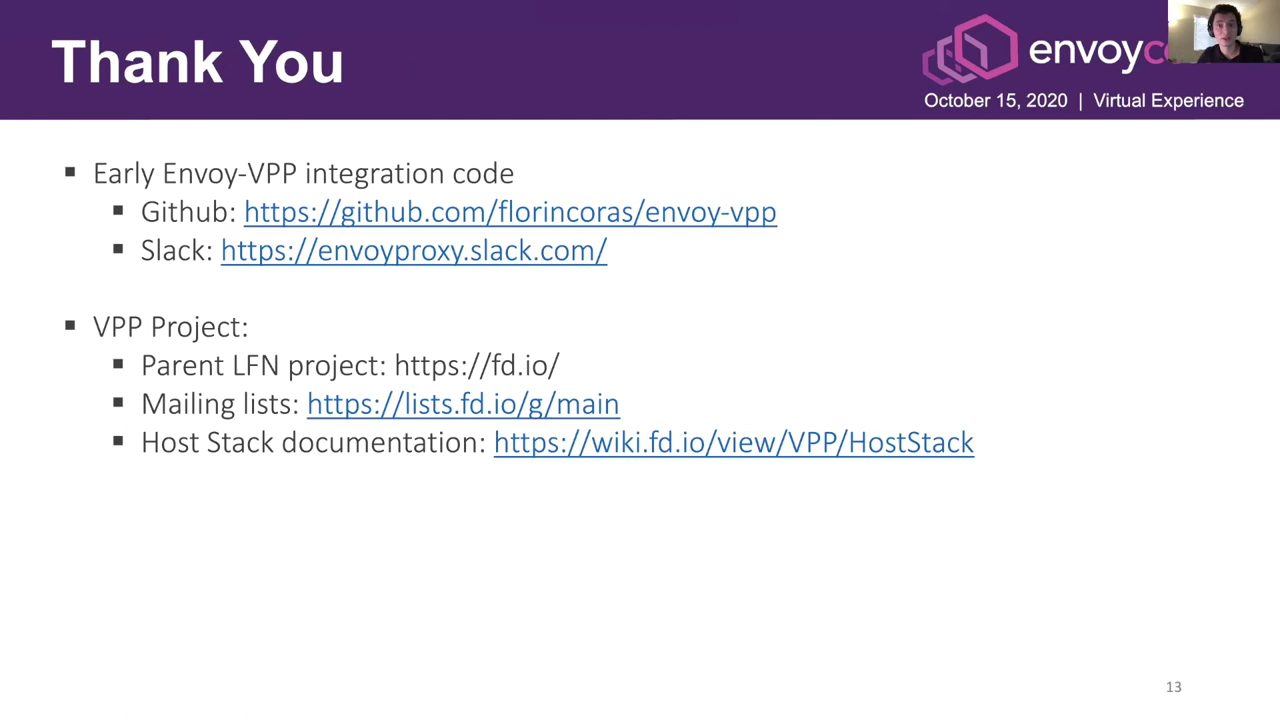 Thank You
envoyc
October 15, 2020 | Virtual Experience
▪ Early Envoy-VPP integration code
▪ Github: https://github.com/florincoras/envoy-vpp
▪ Slack: https://envoyproxy.slack.com/
▪ VPP Project:
▪ Parent LFN project: https://fd.io/
▪ Mailing lists: https://lists.fd.io/g/main
▪ Host Stack documentation: https://wiki.fd.io/view/VPP/HostStack
13